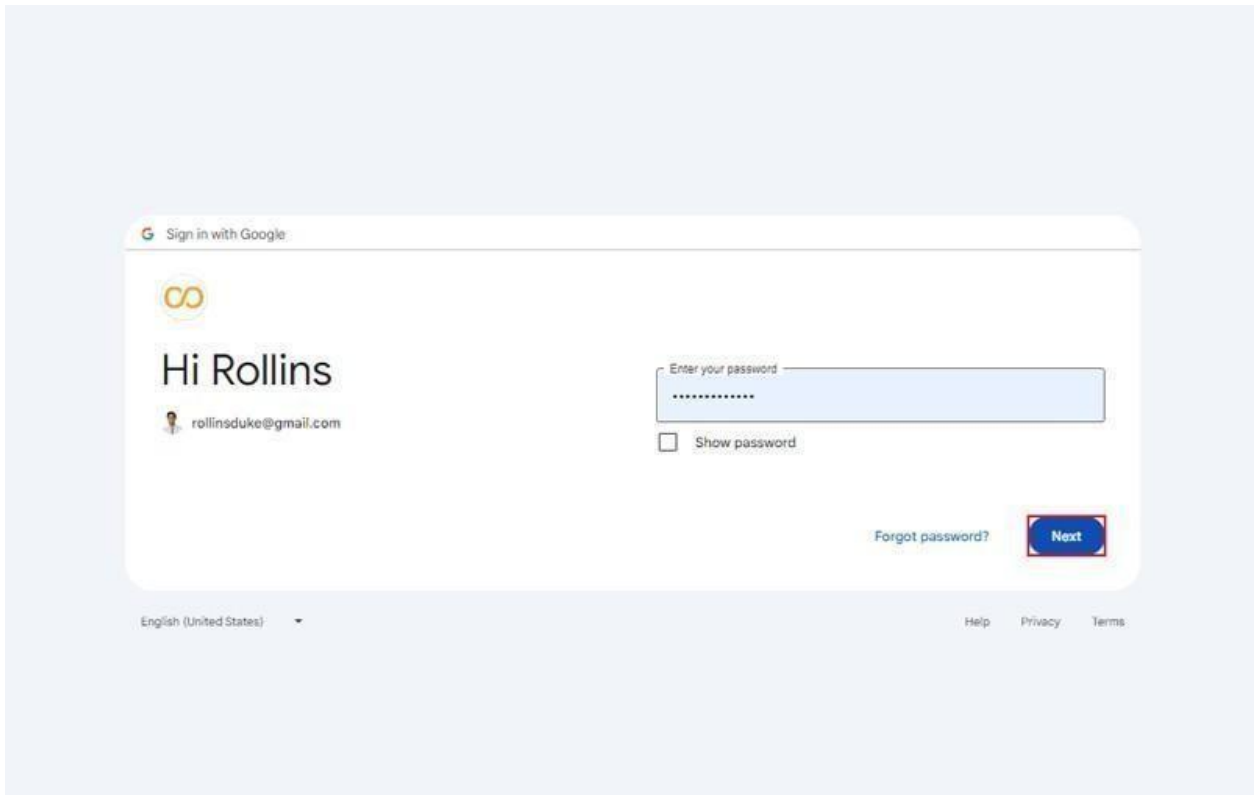 Sign in with Google
Hi Rollins
rollinsduke@gmail.com
Enter your password
•••••••••••••
Show password
Forgot password?
Next
English (United States)
Help Privacy Terms